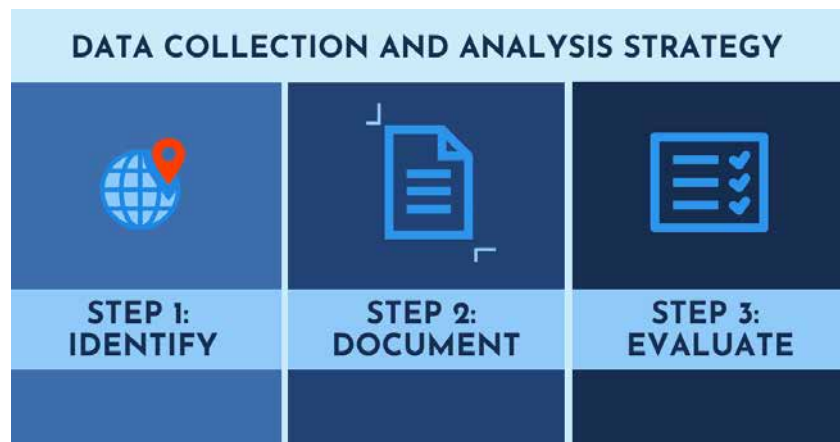 DATA COLLECTION AND ANALYSIS STRATEGY
STEP 1:
IDENTIFY
STEP 2:
DOCUMENT
STEP 3:
EVALUATE